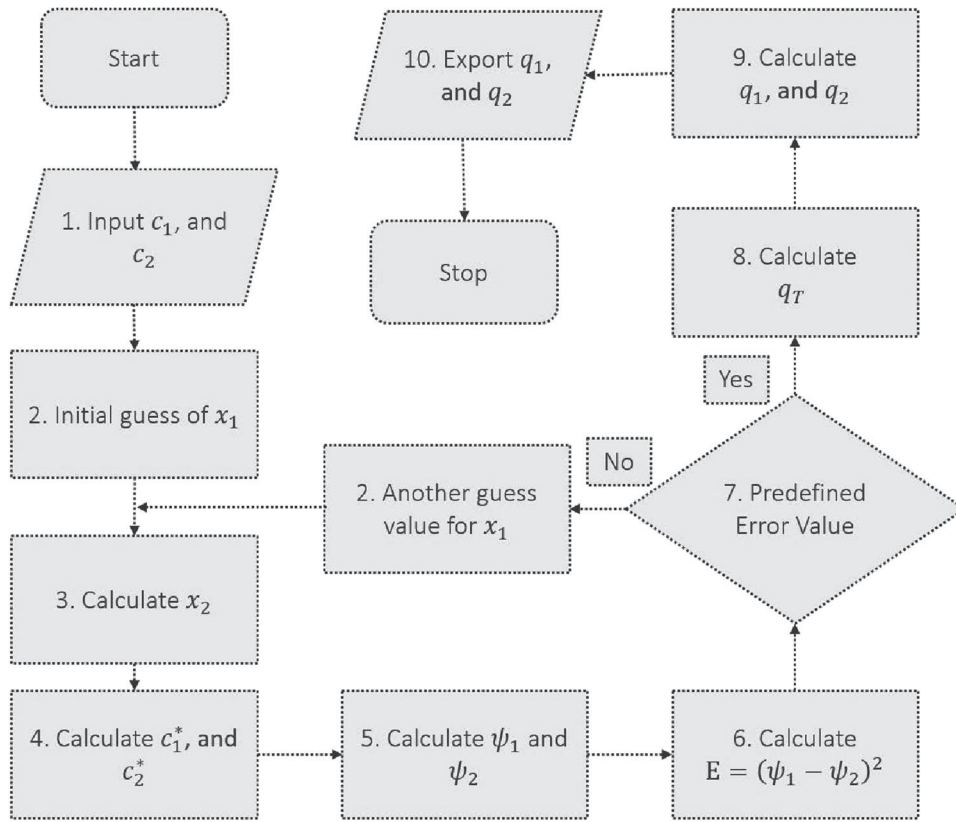 Start
1. Input c₁, and
c₂
2. Initial guess of x₁
3. Calculate x₂
4. Calculate c₁*, and
c₂*
5. Calculate ψ₁ and
ψ₂
6. Calculate
E = (ψ₁ − ψ₂)²
7. Predefined
Error Value
No
2. Another guess
value for x₁
Yes
8. Calculate
q_T
9. Calculate
q₁, and q₂
10. Export q₁,
and q₂
Stop